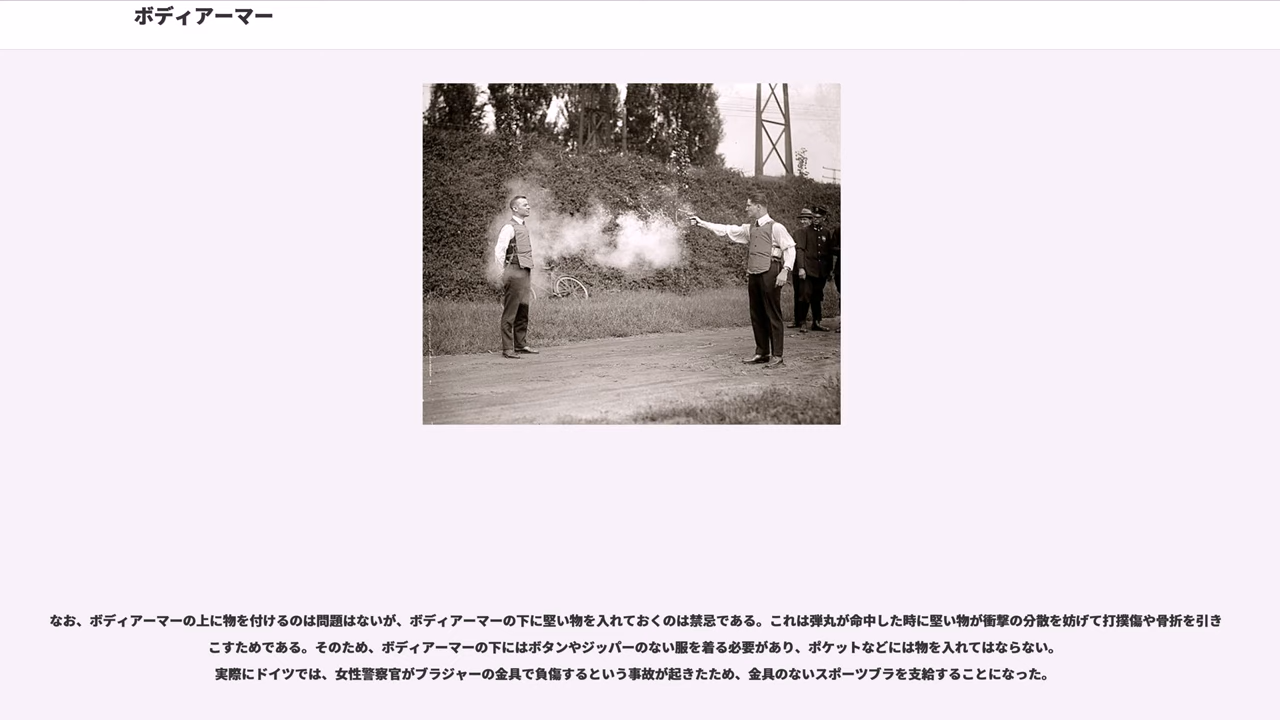 ボディアーマー
なお、ボディアーマーの上に物を付けるのは問題はないが、ボディアーマーの下に堅い物を入れておくのは禁忌である。これは弾丸が命中した時に堅い物が衝撃の分散を妨げて打撲傷や骨折を引き
こすためである。そのため、ボディアーマーの下にはボタンやジッパーのない服を着る必要があり、ポケットなどには物を入れてはならない。
実際にドイツでは、女性警察官がブラジャーの金具で負傷するという事故が起きたため、金具のないスポーツブラを支給することになった。